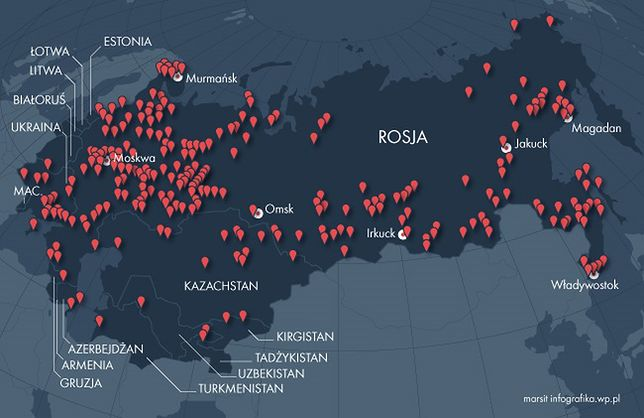 ŁOTWA
ESTONIA
LITWA
BIAŁORUŚ
UKRAINA
MAC.
Murmańsk
Moskwa
ROSJA
Magadan
Jakuck
Omsk
Irkuck
Władywostok
KAZACHSTAN
KIRGISTAN
TADŻYKISTAN
UZBEKISTAN
TURKMENISTAN
AZERBEJDŻAN
ARMENIA
GRUZJA
marsit infografika.wp.pl